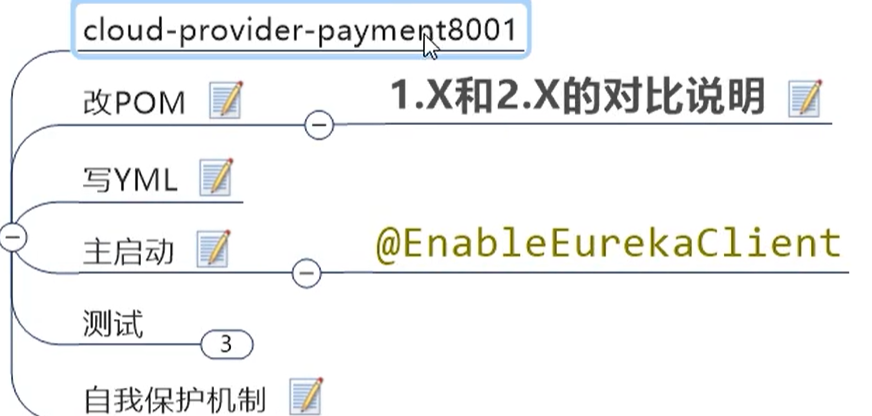 cloud-provider-payment8001
改POM
1.X和2.X的对比说明
写YML
主启动
@EnableEurekaClient
测试
3
自我保护机制